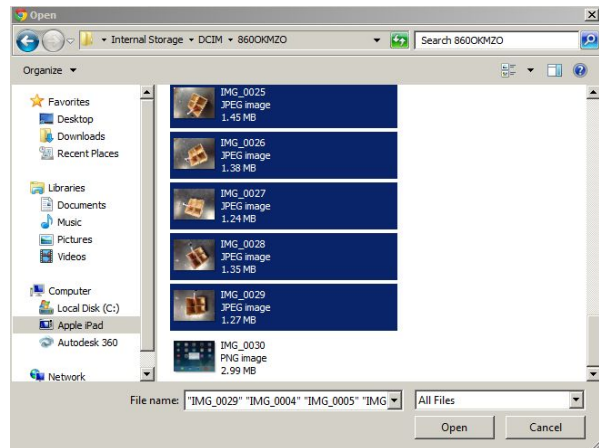 Open
Internal Storage DCIM 860OKMZO
Search 860OKMZO
Organize
Favorites
Desktop
Downloads
Recent Places
Libraries
Documents
Music
Pictures
Videos
Computer
Local Disk (C:)
Apple iPad
Autodesk 360
Network
IMG_0025
JPEG image
1.45 MB
IMG_0026
JPEG image
1.38 MB
IMG_0027
JPEG image
1.24 MB
IMG_0028
JPEG image
1.35 MB
IMG_0029
JPEG image
1.27 MB
IMG_0030
PNG image
2.99 MB
File name: "IMG_0029" "IMG_0004" "IMG_0005" "IMG
All Files
Open
Cancel